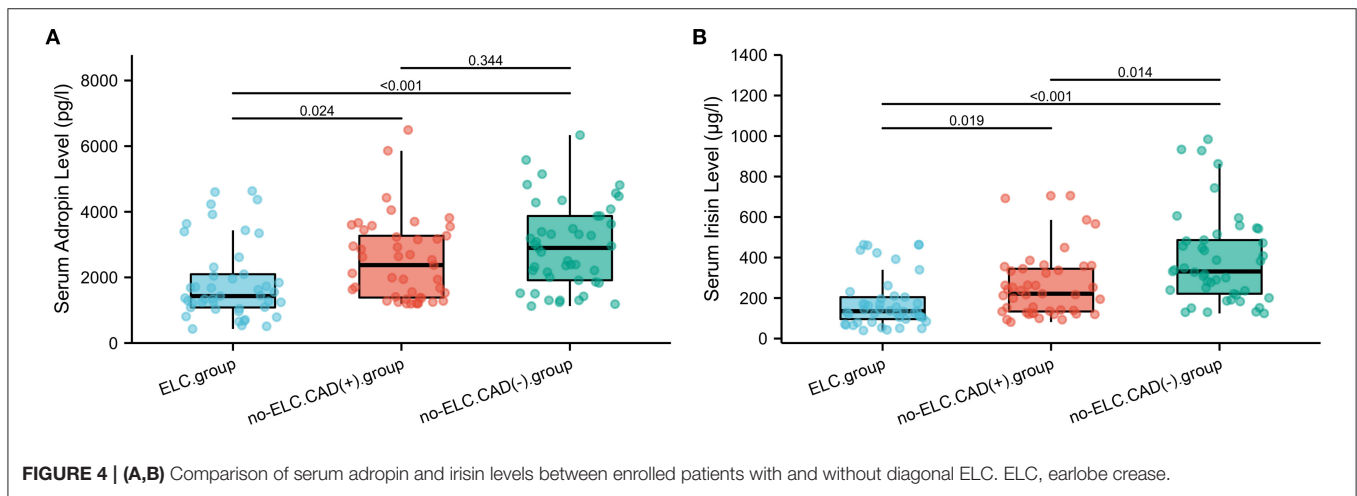 A
Serum Adropin Level (pg/l)
8000
6000
4000
2000
0
0.344
<0.001
0.024
ELC.group
no-ELC.CAD(+).group
no-ELC.CAD(-).group
B
Serum Irisin Level (µg/l)
1400
1200
1000
800
600
400
200
0
0.014
<0.001
0.019
ELC.group
no-ELC.CAD(+).group
no-ELC.CAD(-).group
FIGURE 4 | (A,B) Comparison of serum adropin and irisin levels between enrolled patients with and without diagonal ELC. ELC, earlobe crease.